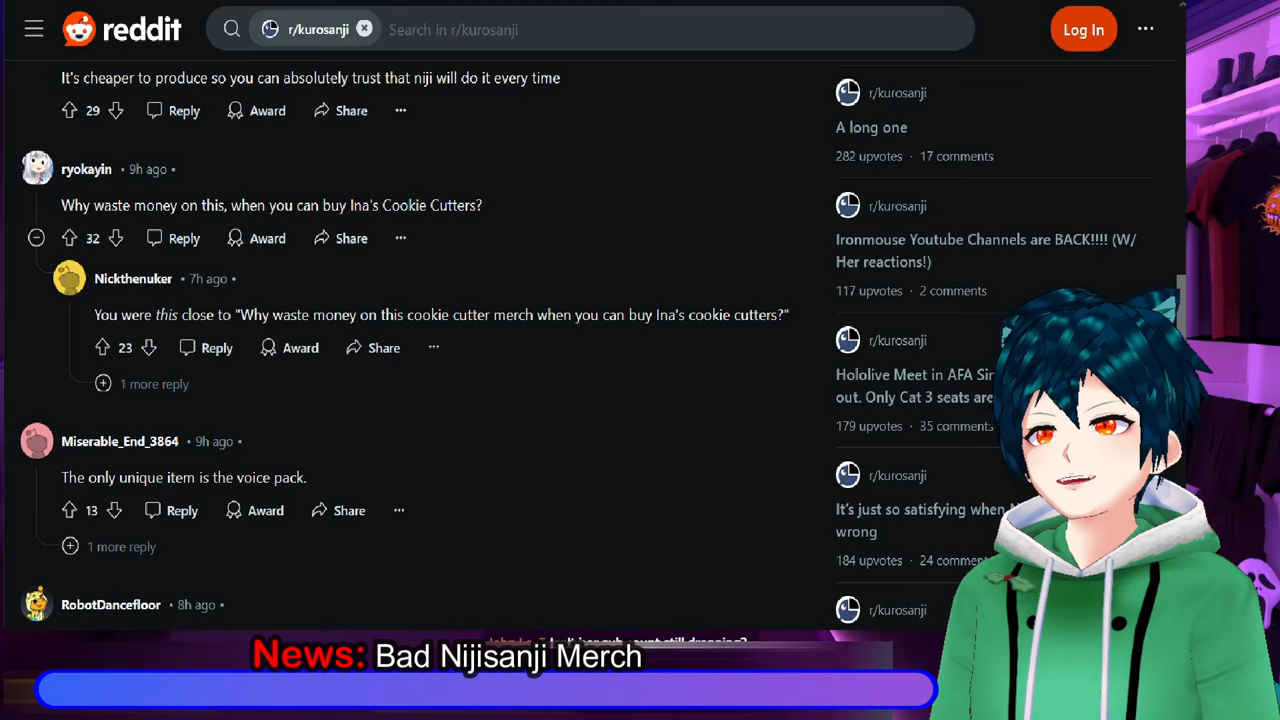 reddit
r/kurosanji
Search in r/kurosanji
Log In
It's cheaper to produce so you can absolutely trust that niji will do it every time
29 Reply Award Share
ryokayin • 9h ago •
Why waste money on this, when you can buy Ina's Cookie Cutters?
32 Reply Award Share
Nickthenuker • 7h ago •
You were this close to "Why waste money on this cookie cutter merch when you can buy Ina's cookie cutters?"
23 Reply Award Share
1 more reply
Miserable_End_3864 • 9h ago •
The only unique item is the voice pack.
13 Reply Award Share
1 more reply
RobotDancefloor • 8h ago •
r/kurosanji
A long one
282 upvotes · 17 comments
r/kurosanji
Ironmouse Youtube Channels are BACK!!!! (W/
Her reactions!)
117 upvotes · 2 comments
r/kurosanji
Hololive Meet in AFA
out. Only Cat 3 seats are
179 upvotes · 35 comments
r/kurosanji
It's just so satisfying when
wrong
184 upvotes · 24
r/kurosanji
News: Bad Nijisanji Merch